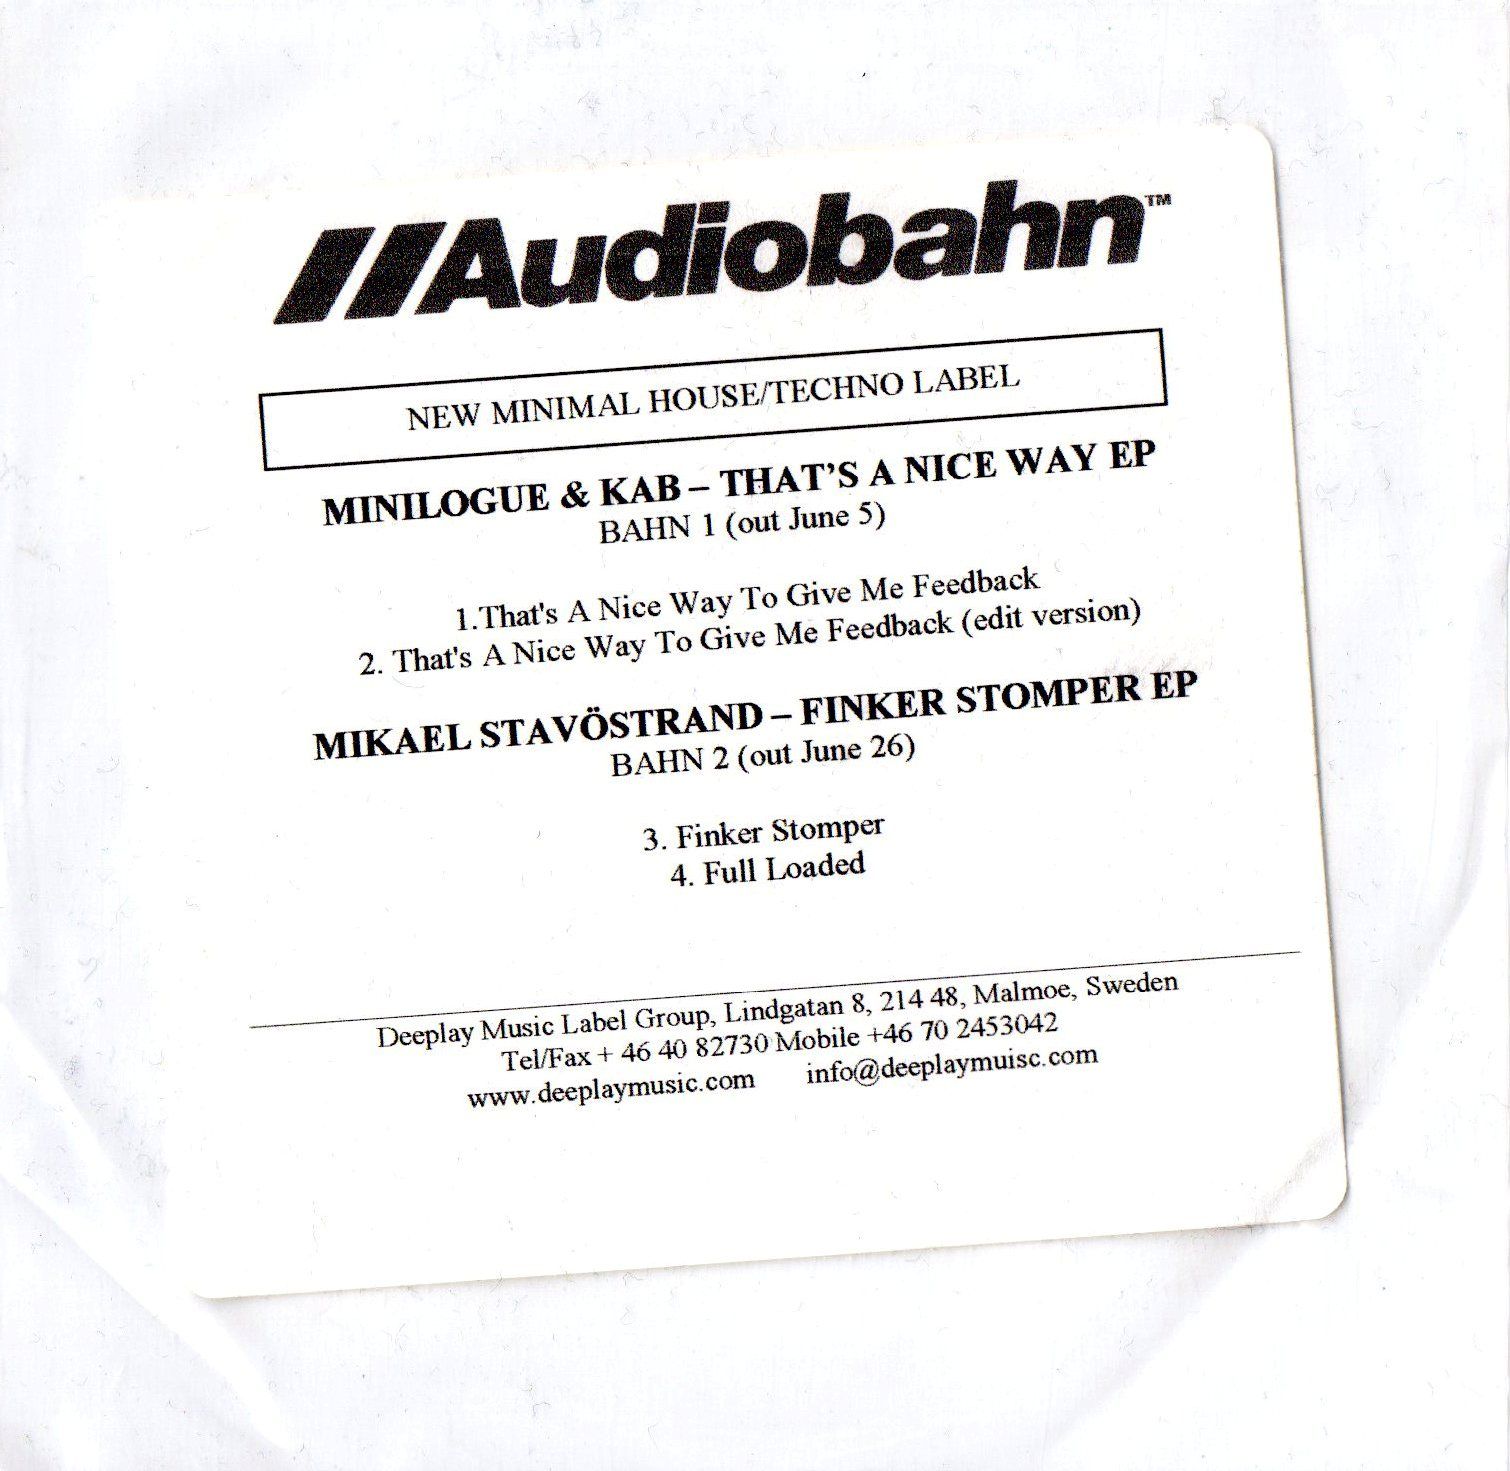 //Audiobahn™
NEW MINIMAL HOUSE/TECHNO LABEL
MINILOGUE & KAB – THAT'S A NICE WAY EP
BAHN 1 (out June 5)
1.That's A Nice Way To Give Me Feedback
2. That's A Nice Way To Give Me Feedback (edit version)
MIKAEL STAVÖSTRAND – FINKER STOMPER EP
BAHN 2 (out June 26)
3. Finker Stomper
4. Full Loaded
Deeplay Music Label Group, Lindgatan 8, 214 48, Malmoe, Sweden
Tel/Fax + 46 40 82730 Mobile +46 70 2453042
www.deeplaymusic.com info@deeplaymuisc.com